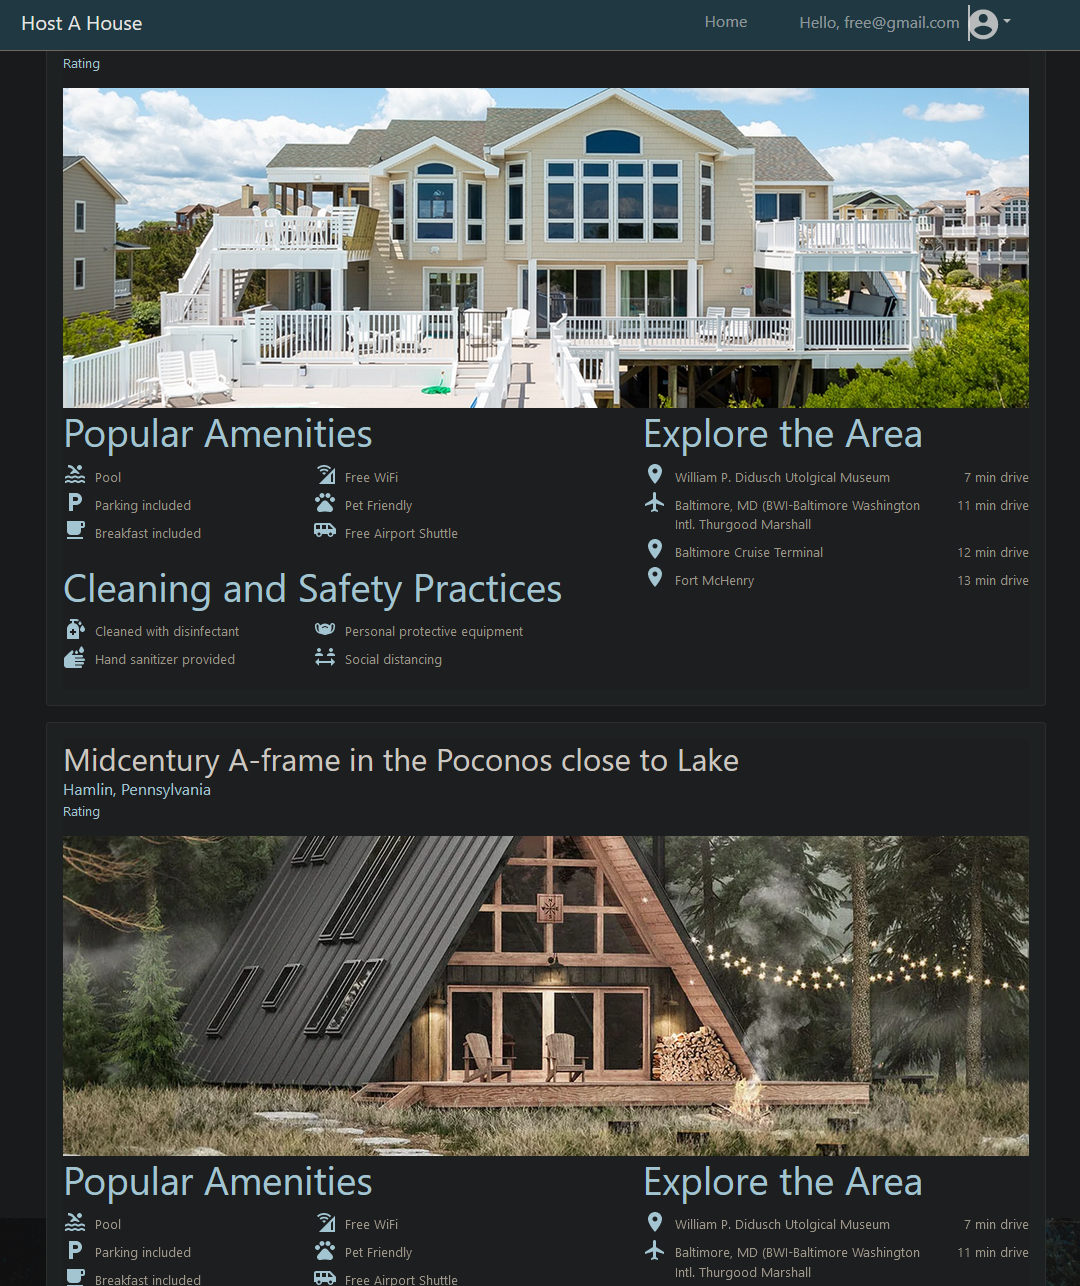 Host A House
Home
Hello, free@gmail.com
Rating
Popular Amenities
Pool
Free WiFi
Parking included
Pet Friendly
Breakfast included
Free Airport Shuttle
Explore the Area
William P. Didusch Utolgical Museum 7 min drive
Baltimore, MD (BWI-Baltimore Washington 11 min drive
Intl. Thurgood Marshall
Baltimore Cruise Terminal 12 min drive
Fort McHenry 13 min drive
Cleaning and Safety Practices
Cleaned with disinfectant
Personal protective equipment
Hand sanitizer provided
Social distancing
Midcentury A-frame in the Poconos close to Lake
Hamlin, Pennsylvania
Rating
Popular Amenities
Pool
Free WiFi
Parking included
Pet Friendly
Breakfast included
Free Airport Shuttle
Explore the Area
William P. Didusch Utolgical Museum 7 min drive
Baltimore, MD (BWI-Baltimore Washington 11 min drive
Intl. Thurgood Marshall